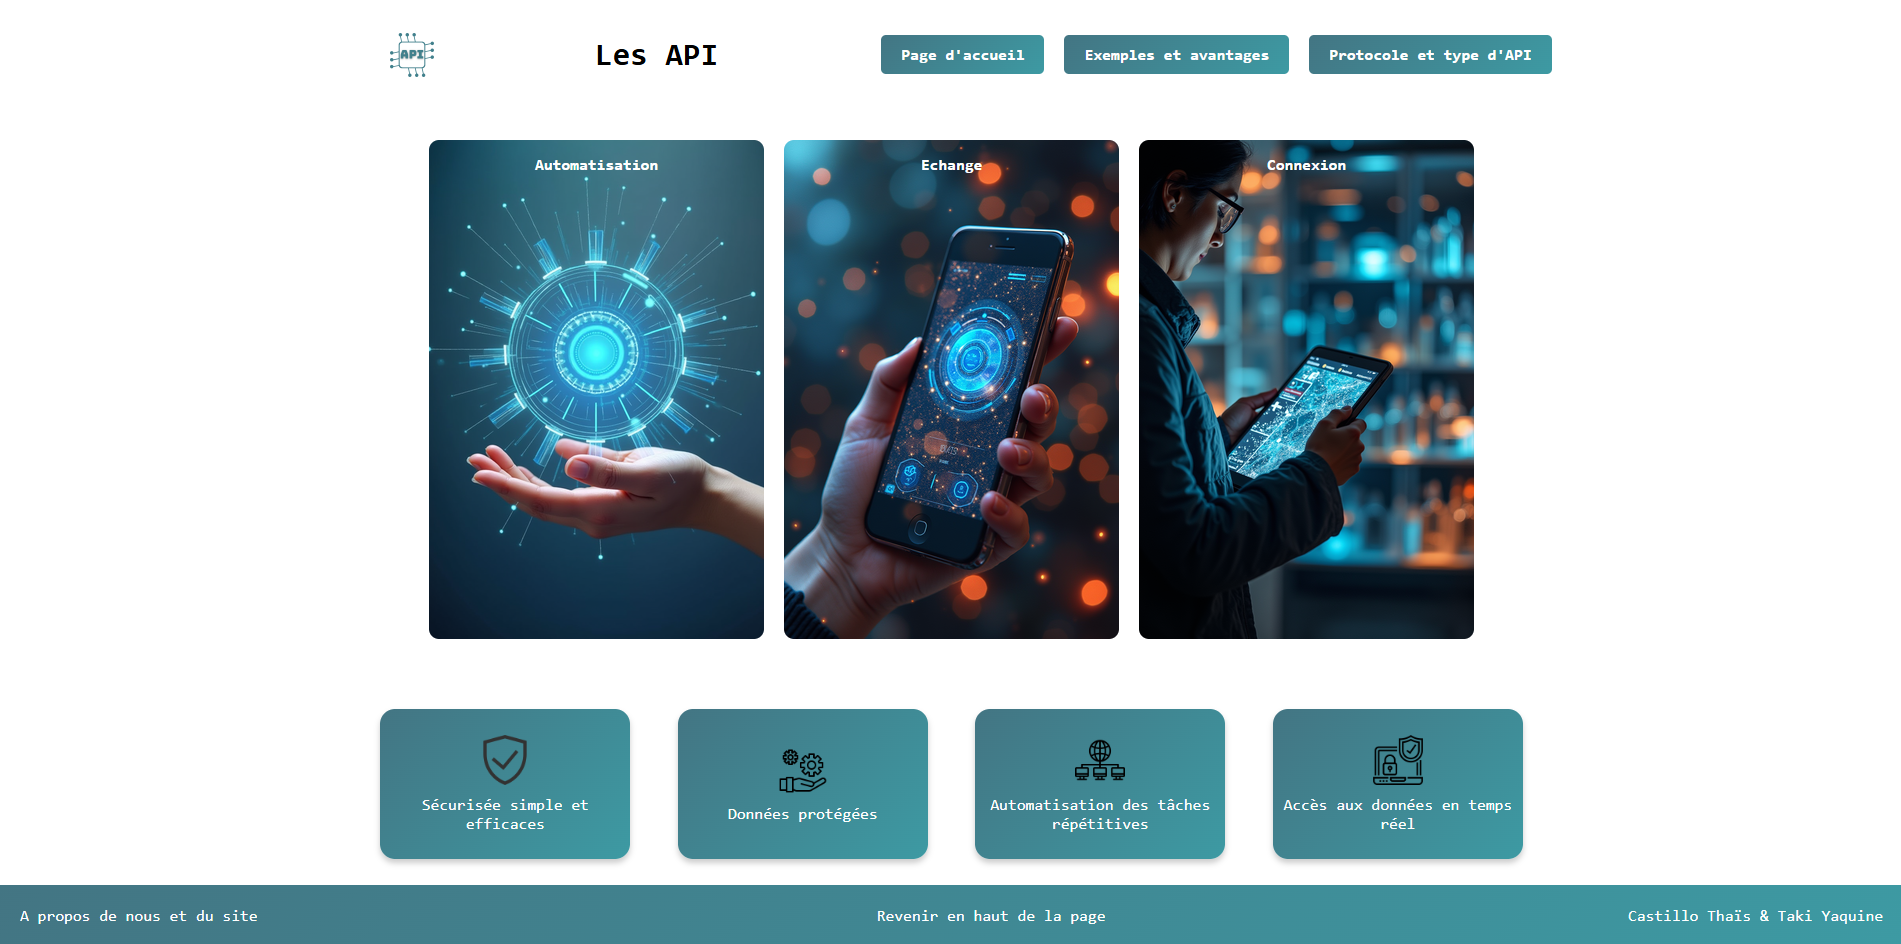 API
Les API
Page d'accueil
Exemples et avantages
Protocole et type d'API
Automatisation
Echange
Connexion
Sécurisée simple et
efficaces
Données protégées
Automatisation des tâches
répétitives
Accès aux données en temps
réel
A propos de nous et du site
Revenir en haut de la page
Castillo Thaïs & Taki Yaquine